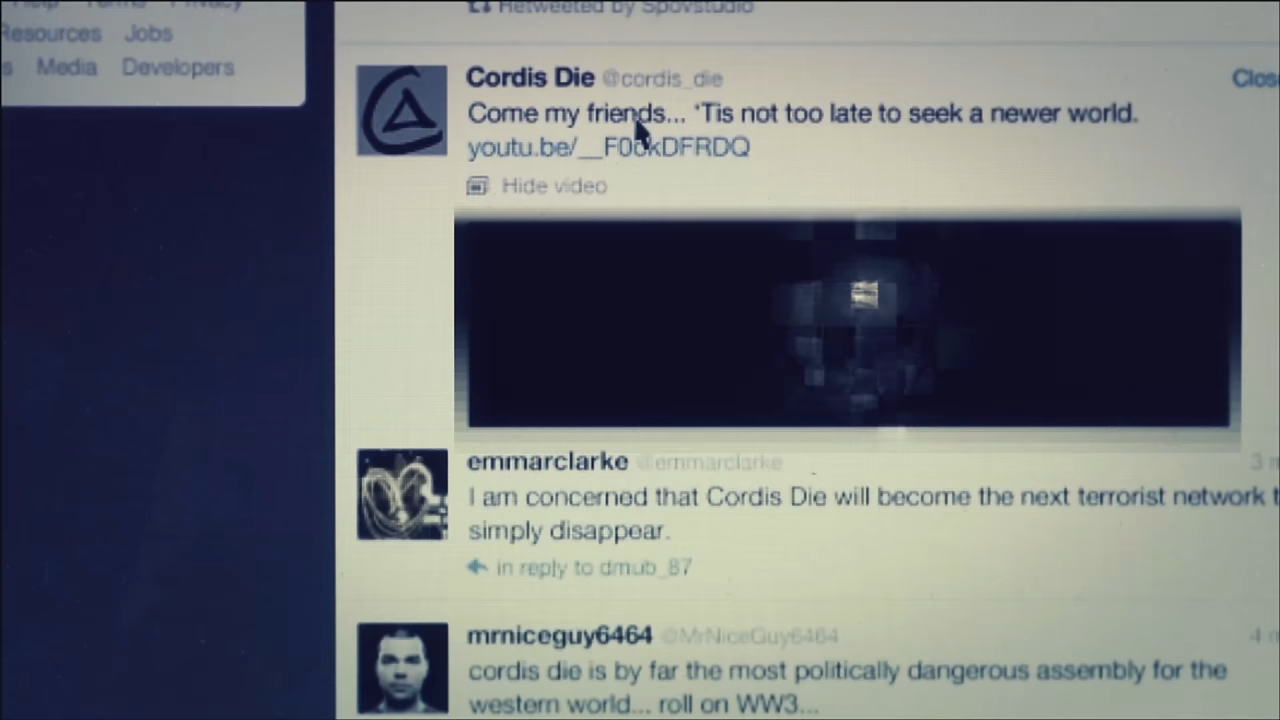 Help Terms Privacy
Resources Jobs
s Media Developers
Retweeted by Spovstudio
Cordis Die @cordis_die
Clos
Come my friends... 'Tis not too late to seek a newer world.
youtu.be/__F0okDFRDQ
Hide video
emmarclarke @emmarclarke
3 m
I am concerned that Cordis Die will become the next terrorist network t
simply disappear.
in reply to dmub_87
mrniceguy6464 @MrNiceGuy6464
4 m
cordis die is by far the most politically dangerous assembly for the
western world... roll on WW3...